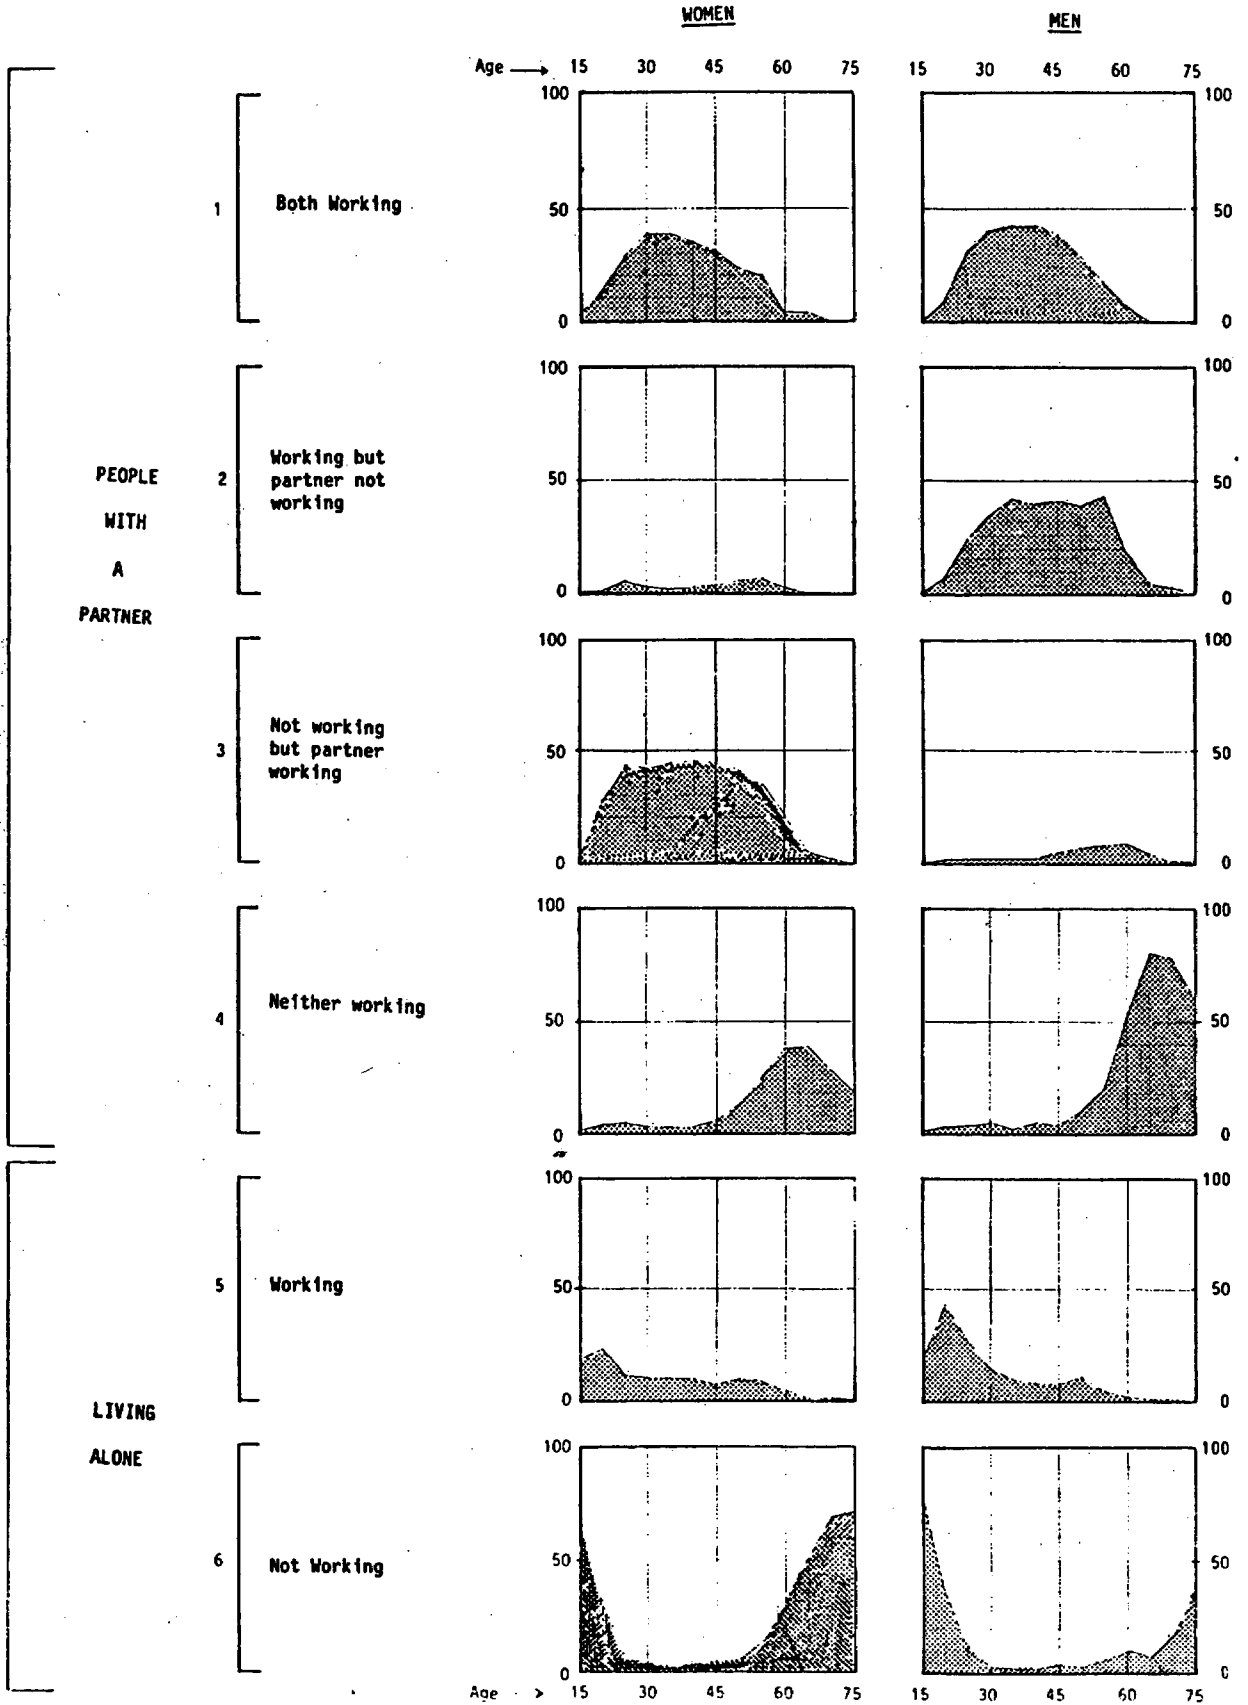 WOMEN MEN
Age → 15 30 45 60 75 15 30 45 60 75
100 100
1 Both Working
50 50
0 0
100 100
PEOPLE
WITH
A
PARTNER
2 Working but
partner not
working
50 50
0 0
100 100
3 Not working
but partner
working
50 50
0 0
100 100
4 Neither working
50 50
0 0
100 100
5 Working
50 50
0 0
LIVING
ALONE
100 100
6 Not Working
50 50
0 0
Age > 15 30 45 60 75 15 30 45 60 75